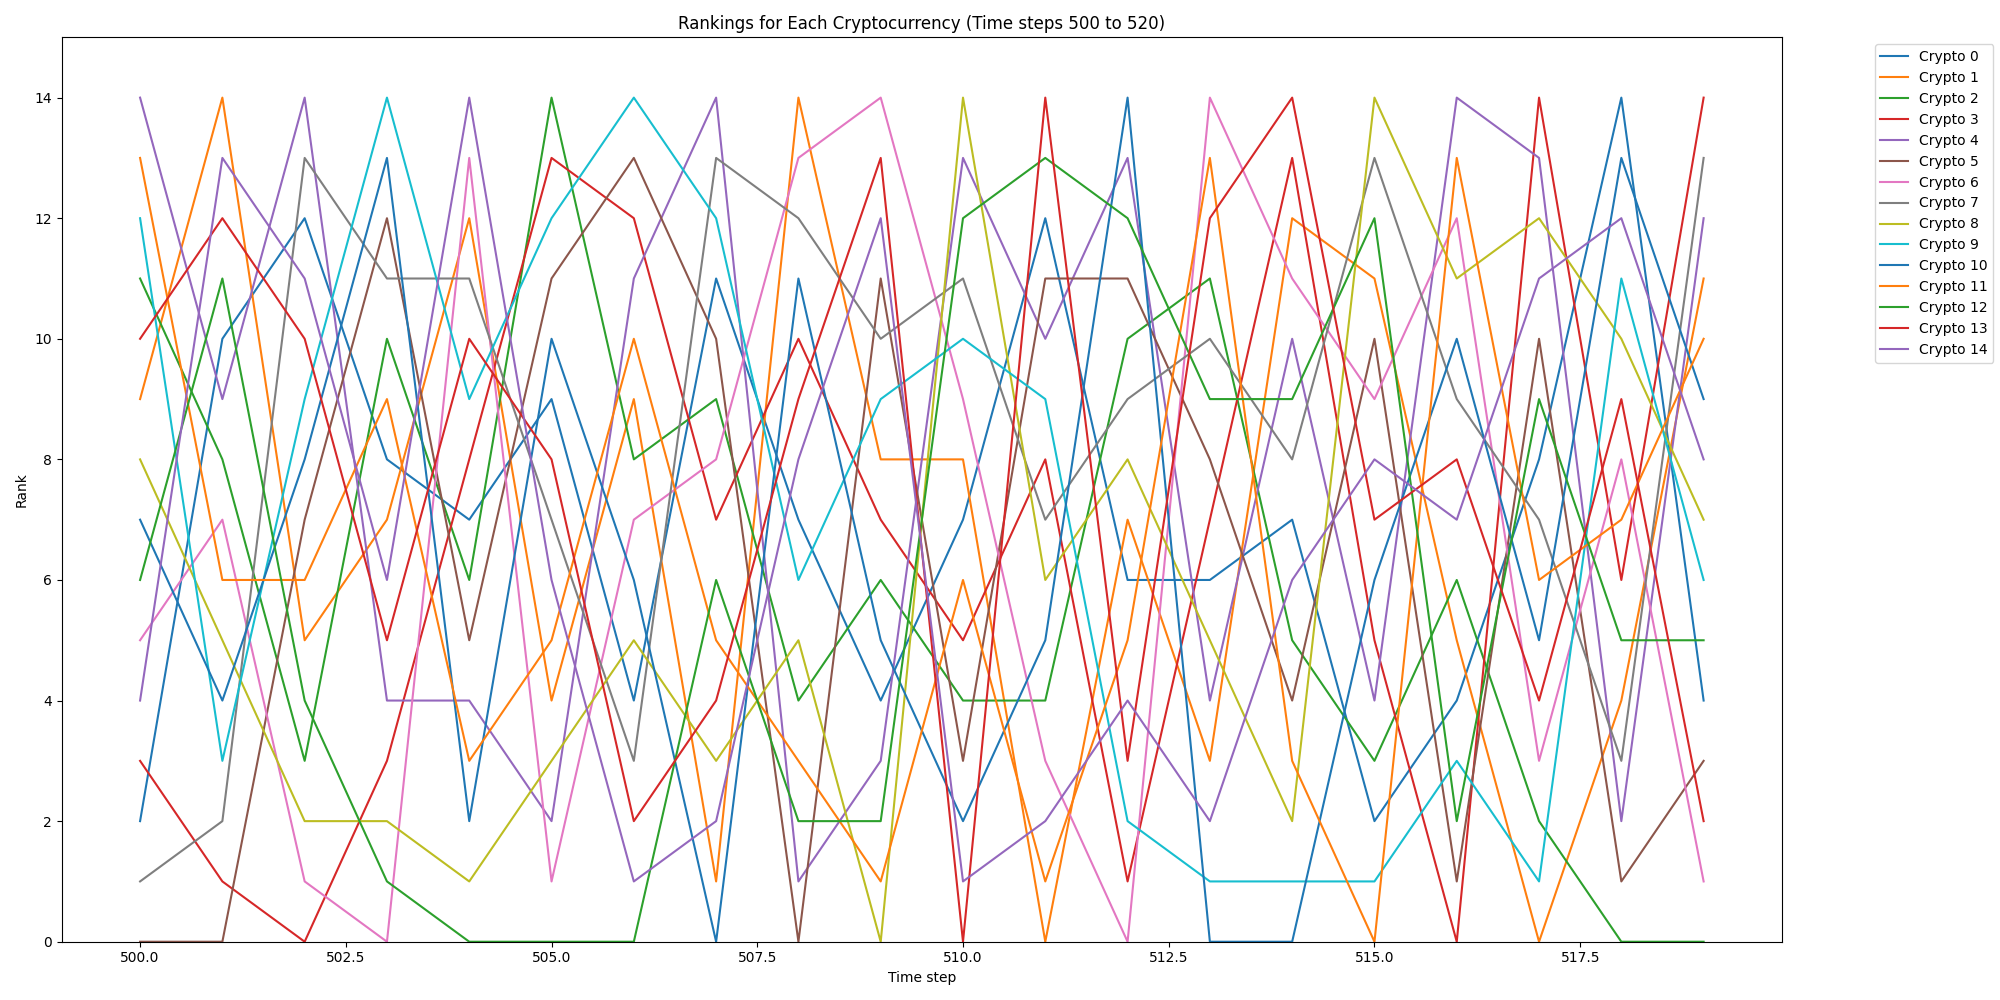 Rankings for Each Cryptocurrency (Time steps 500 to 520)
Rank
14
12
10
8
6
4
2
0
500.0 502.5 505.0 507.5 510.0 512.5 515.0 517.5
Time step
Crypto 0
Crypto 1
Crypto 2
Crypto 3
Crypto 4
Crypto 5
Crypto 6
Crypto 7
Crypto 8
Crypto 9
Crypto 10
Crypto 11
Crypto 12
Crypto 13
Crypto 14